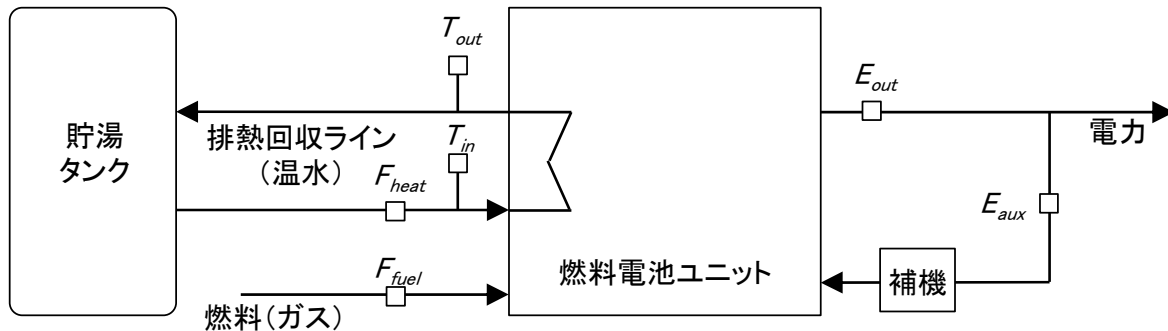 T_out
E_out
貯湯
タンク
排熱回収ライン
（温水）
T_in
電力
F_heat
E_aux
F_fuel
燃料電池ユニット
補機
燃料（ガス）